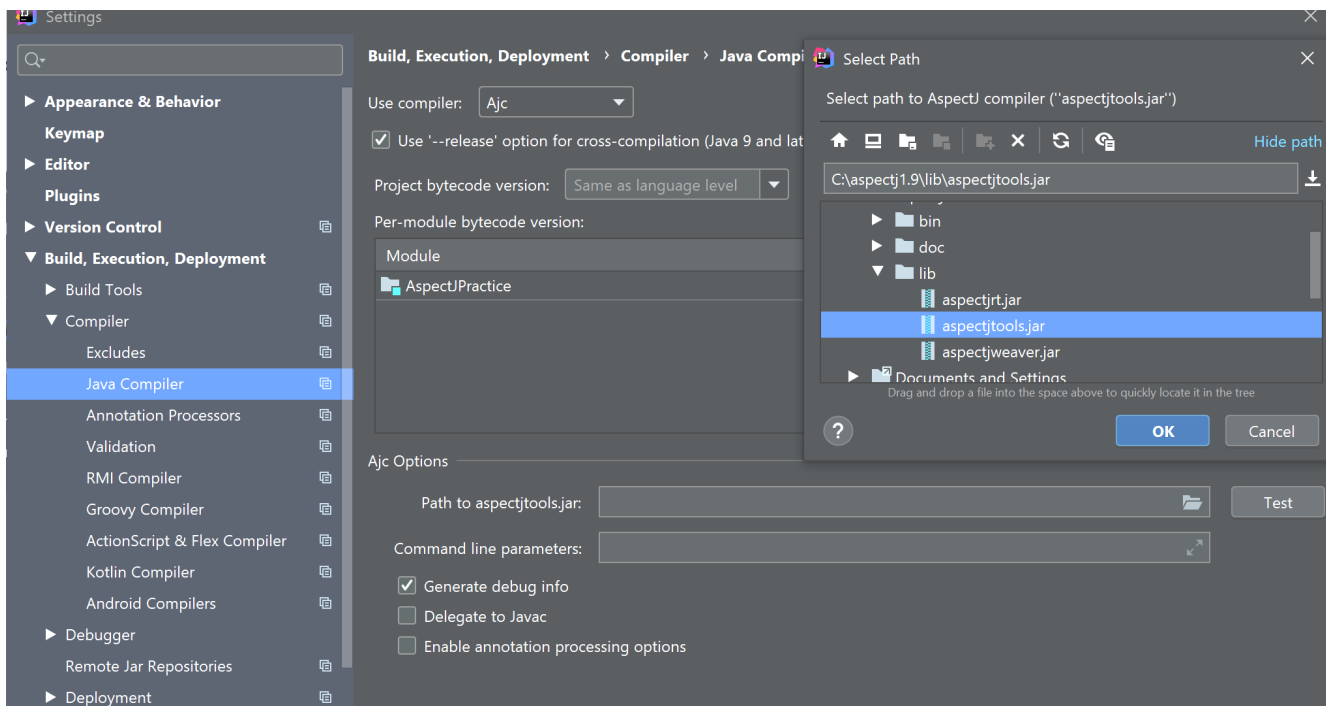 Settings
Appearance & Behavior
Keymap
Editor
Plugins
Version Control
Build, Execution, Deployment
Build Tools
Compiler
Excludes
Java Compiler
Annotation Processors
Validation
RMI Compiler
Groovy Compiler
ActionScript & Flex Compiler
Kotlin Compiler
Android Compilers
Debugger
Remote Jar Repositories
Deployment
Build, Execution, Deployment › Compiler › Java Compi
Use compiler: Ajc
Use '--release' option for cross-compilation (Java 9 and lat
Project bytecode version: Same as language level
Per-module bytecode version:
Module
AspectJPractice
Ajc Options
Path to aspectjtools.jar:
Test
Command line parameters:
Generate debug info
Delegate to Javac
Enable annotation processing options
Select Path
Select path to AspectJ compiler (''aspectjtools.jar'')
Hide path
C:\aspectj1.9\lib\aspectjtools.jar
bin
doc
lib
aspectjrt.jar
aspectjtools.jar
aspectjweaver.jar
Documents and Settings
Drag and drop a file into the space above to quickly locate it in the tree
?
OK
Cancel